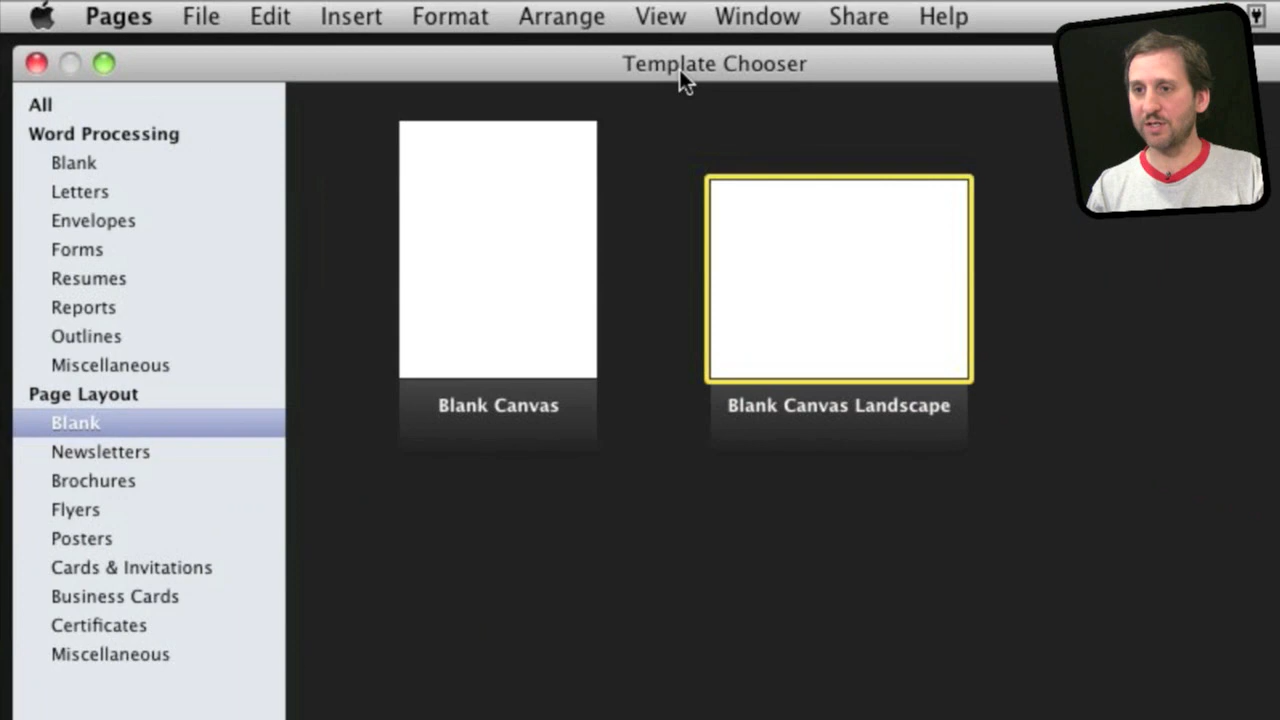 Pages File Edit Insert Format Arrange View Window Share Help
Template Chooser
All
Word Processing
Blank
Letters
Envelopes
Forms
Resumes
Reports
Outlines
Miscellaneous
Page Layout
Blank
Newsletters
Brochures
Flyers
Posters
Cards & Invitations
Business Cards
Certificates
Miscellaneous
Blank Canvas
Blank Canvas Landscape